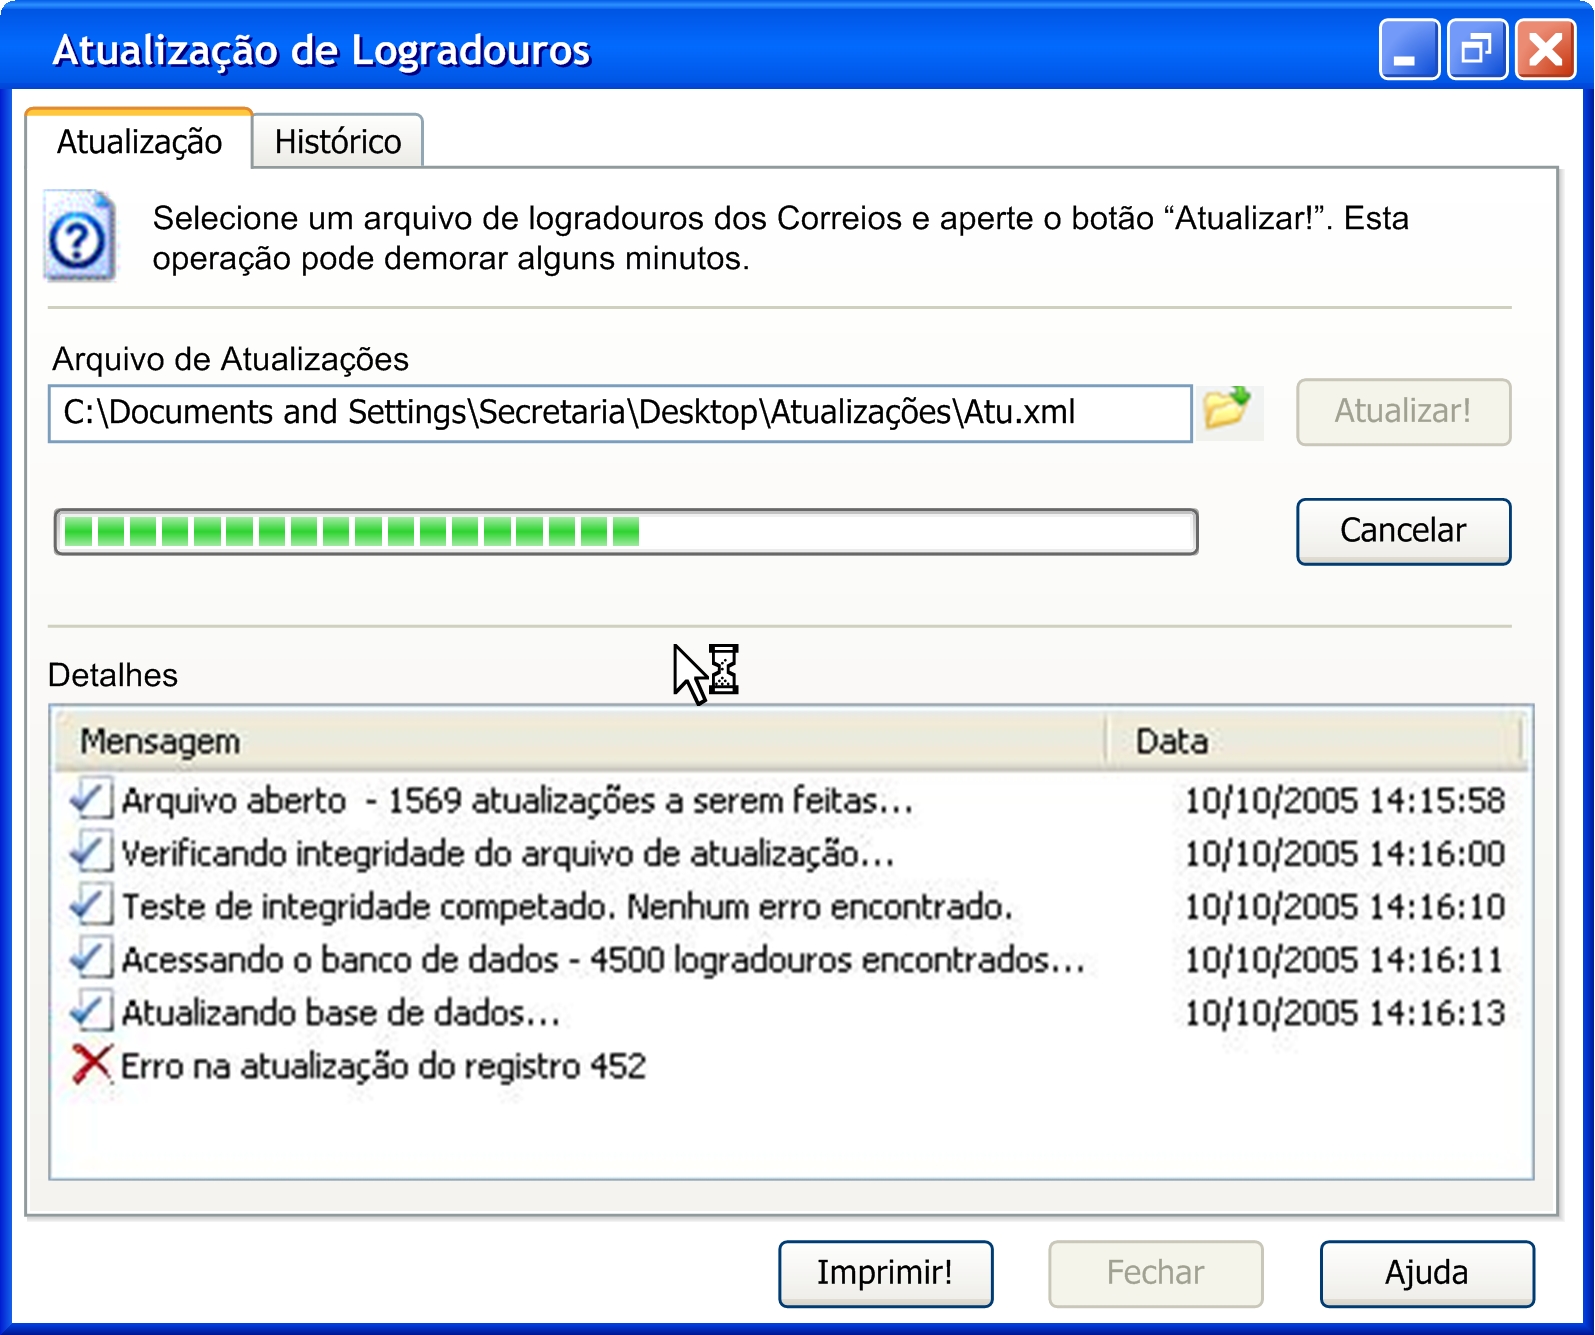 Atualização de Logradouros
Atualização
Histórico
Selecione um arquivo de logradouros dos Correios e aperte o botão “Atualizar!”. Esta
operação pode demorar alguns minutos.
Arquivo de Atualizações
C:\Documents and Settings\Secretaria\Desktop\Atualizações\Atu.xml
Atualizar!
Cancelar
Detalhes
Mensagem Data
Arquivo aberto - 1569 atualizações a serem feitas... 10/10/2005 14:15:58
Verificando integridade do arquivo de atualização... 10/10/2005 14:16:00
Teste de integridade competado. Nenhum erro encontrado. 10/10/2005 14:16:10
Acessando o banco de dados - 4500 logradouros encontrados... 10/10/2005 14:16:11
Atualizando base de dados... 10/10/2005 14:16:13
Erro na atualização do registro 452
Imprimir!
Fechar
Ajuda